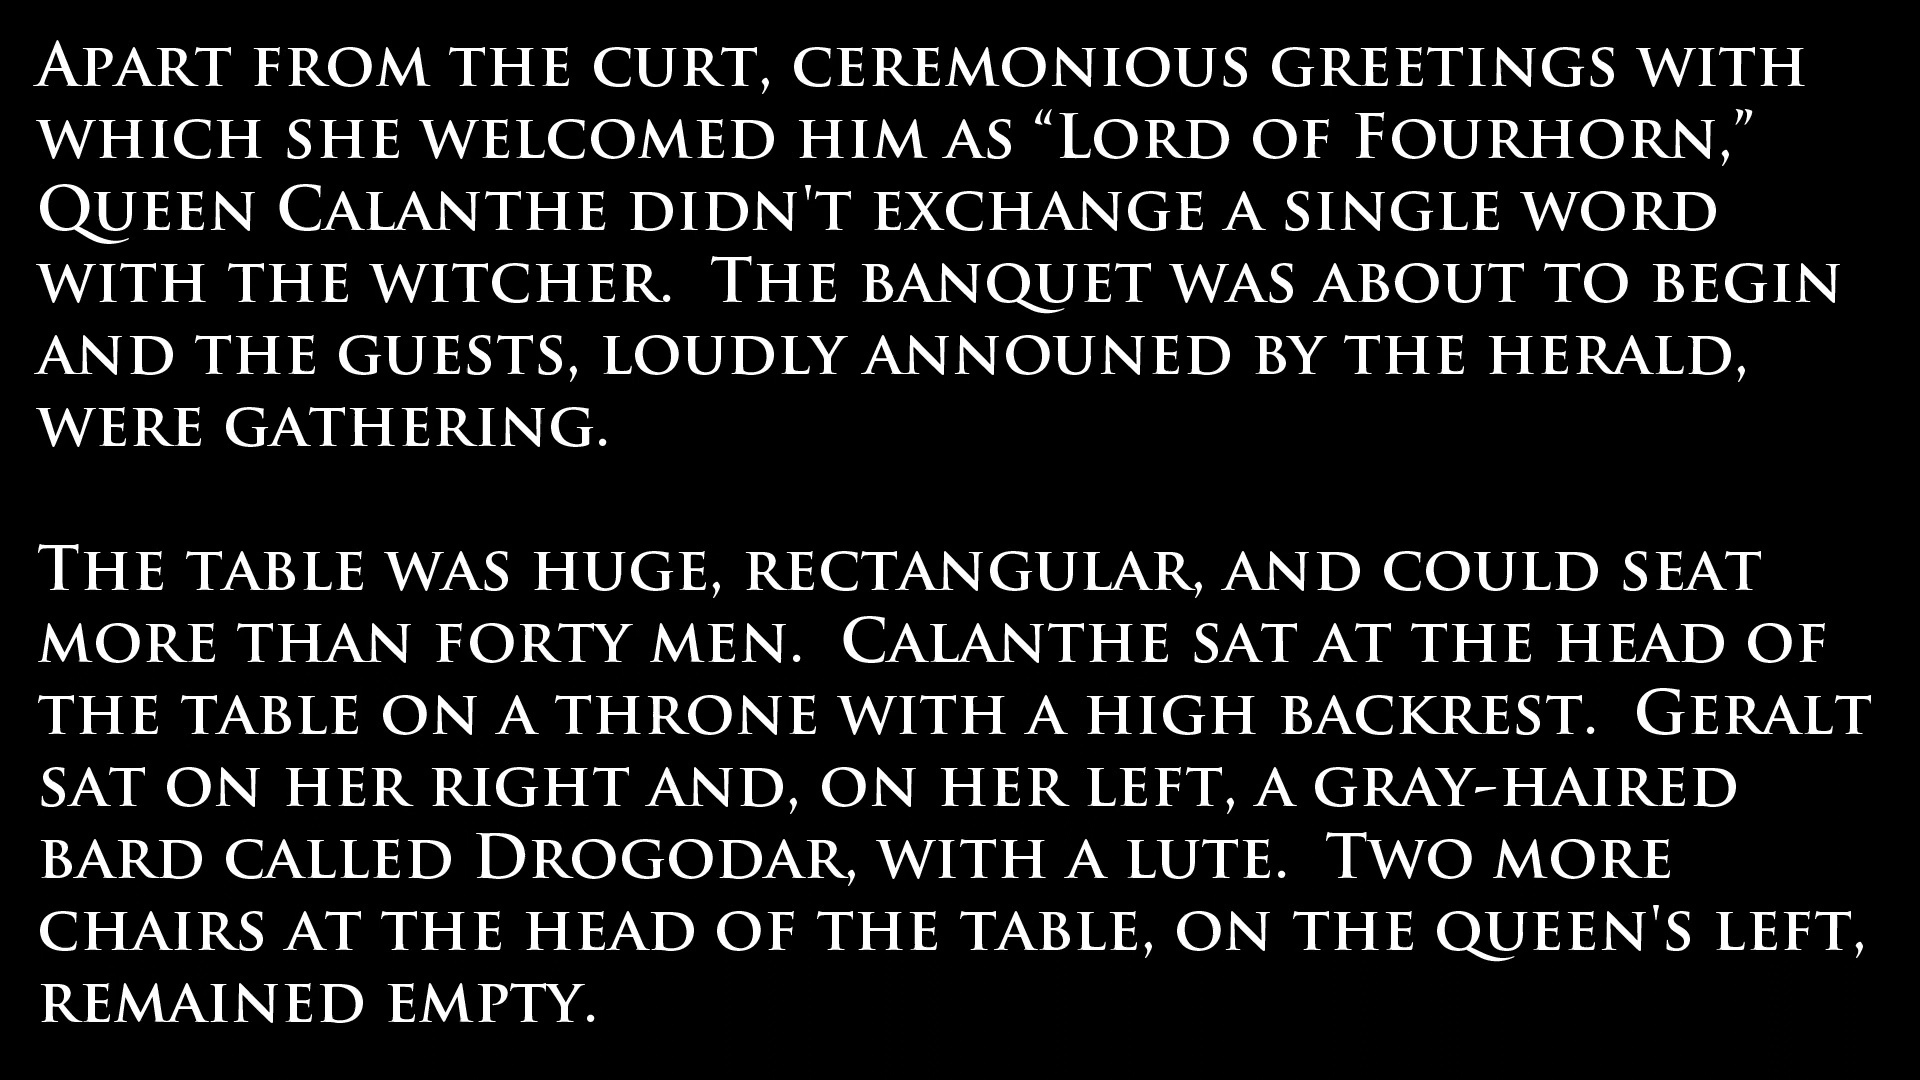 Apart from the curt, ceremonious greetings with
which she welcomed him as “Lord of Fourhorn,”
Queen Calanthe didn't exchange a single word
with the witcher.  The banquet was about to begin
and the guests, loudly announed by the herald,
were gathering.

The table was huge, rectangular, and could seat
more than forty men.  Calanthe sat at the head of
the table on a throne with a high backrest.  Geralt
sat on her right and, on her left, a gray-haired
bard called Drogodar, with a lute.  Two more
chairs at the head of the table, on the queen's left,
remained empty.